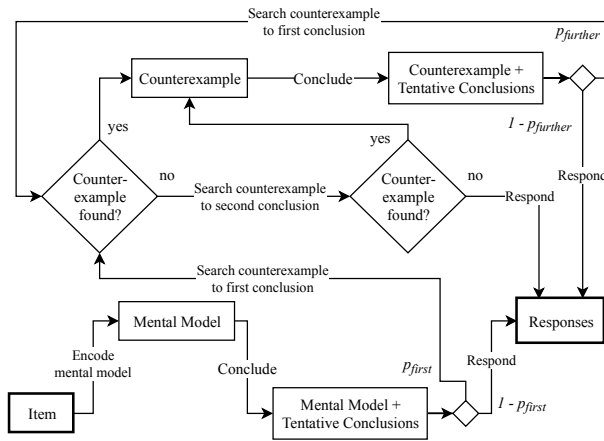 Search counterexample
to first conclusion
p_further
Counterexample
Conclude
Counterexample +
Tentative Conclusions
1 - p_further
yes
yes
Counter-
example
found?
no
Search counterexample
to second conclusion
Counter-
example
found?
no
Respond
Respond
Search counterexample
to first conclusion
Mental Model
Responses
Encode
mental model
Conclude
p_first
Respond
Item
Mental Model +
Tentative Conclusions
1 - p_first